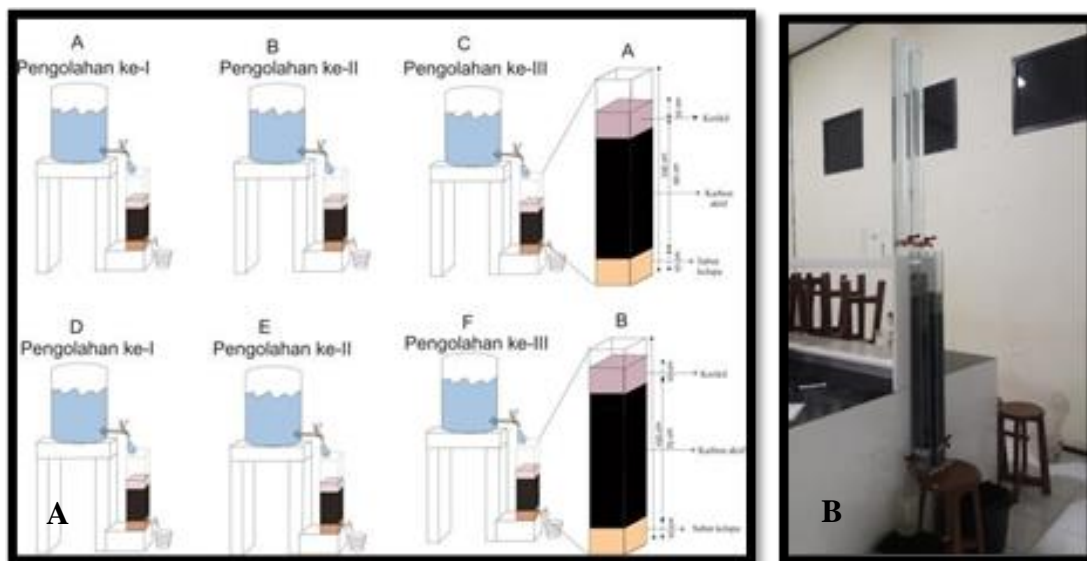 A
Pengolahan ke-I
B
Pengolahan ke-II
C
Pengolahan ke-III
A
Kerikil
Karbon
aktif
Sabut
kelapa
D
Pengolahan ke-I
E
Pengolahan ke-II
F
Pengolahan ke-III
B
Kerikil
Karbon aktif
Sabut kelapa
A
B